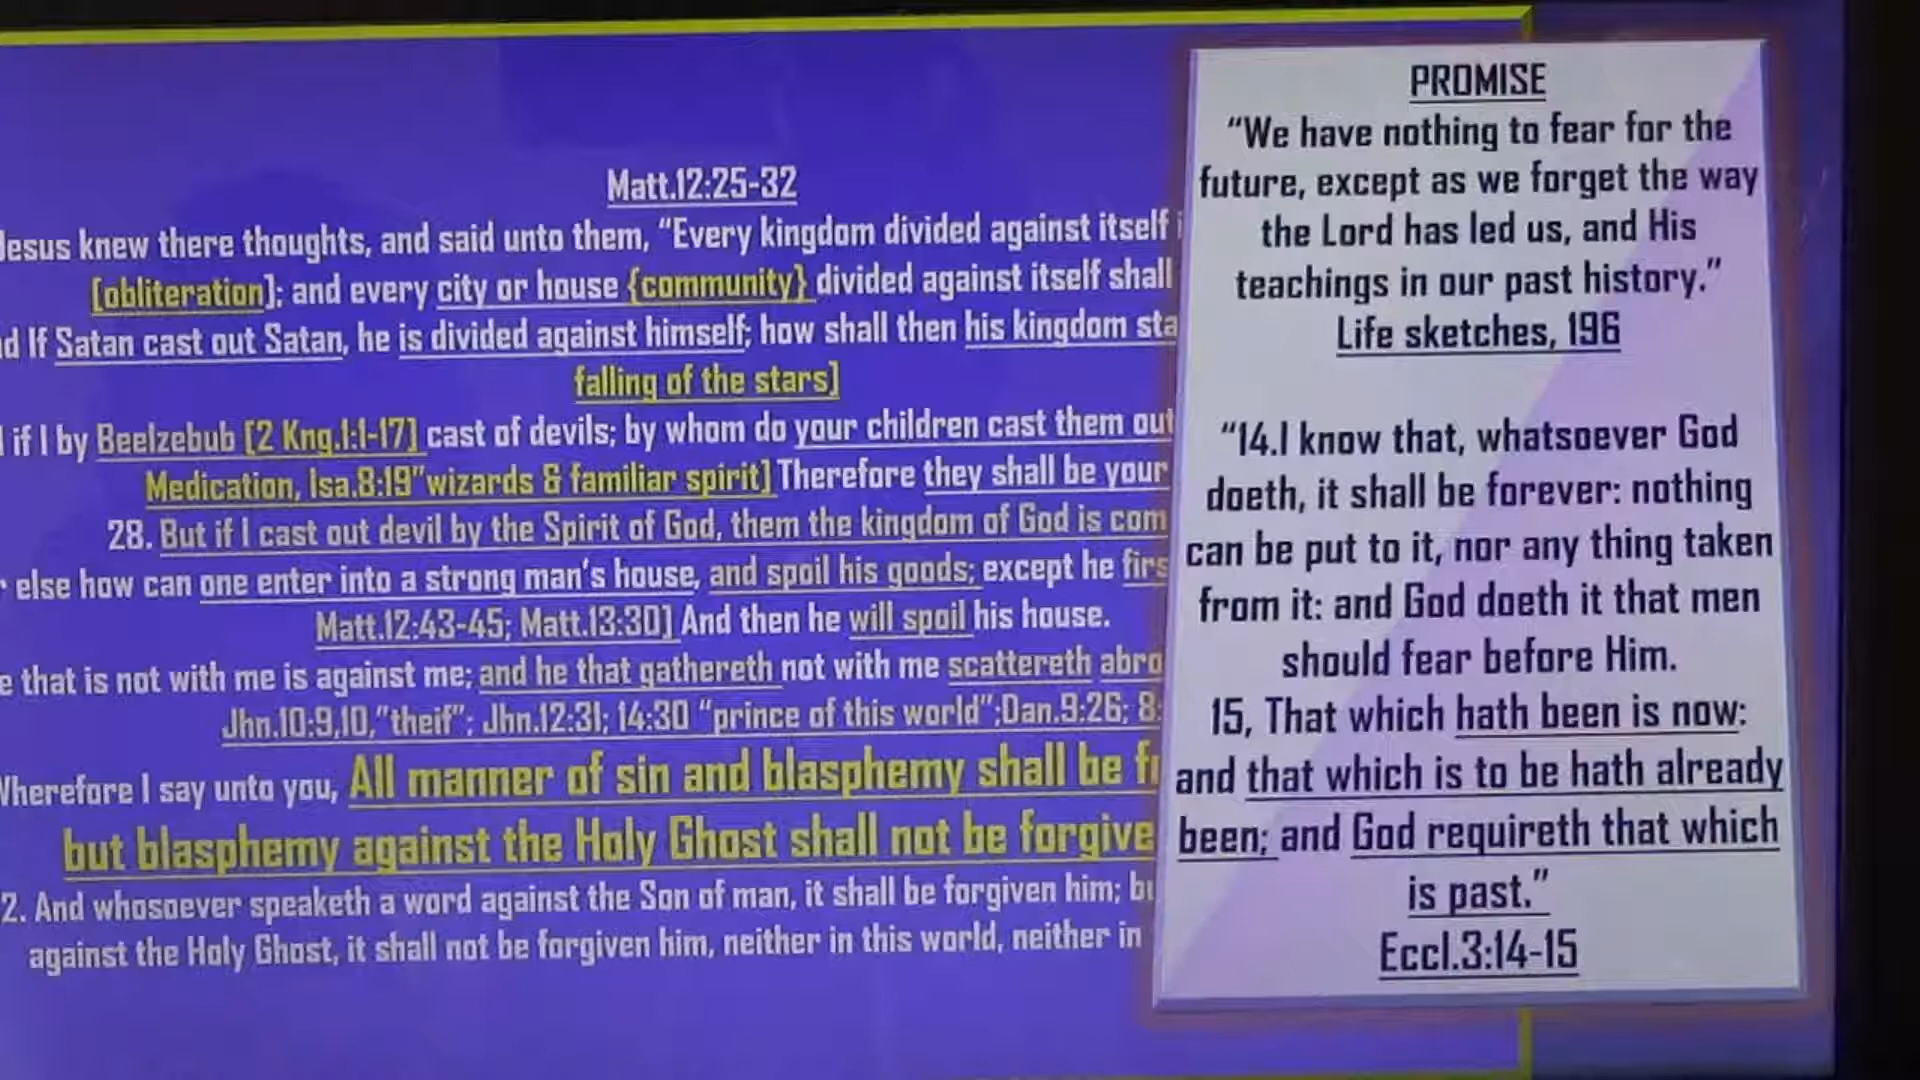 Matt.12:25-32
Jesus knew there thoughts, and said unto them, “Every kingdom divided against itself
[obliteration]; and every city or house {community} divided against itself shall
If Satan cast out Satan, he is divided against himself; how shall then his kingdom sta
falling of the stars]
if I by Beelzebub [2 Kng.1:1-17] cast of devils; by whom do your children cast them out
Medication, Isa.8:19"wizards & familiar spirit] Therefore they shall be your
28. But if I cast out devil by the Spirit of God, them the kingdom of God is com
else how can one enter into a strong man’s house, and spoil his goods; except he firs
Matt.12:43-45; Matt.13:30] And then he will spoil his house.
e that is not with me is against me; and he that gathereth not with me scattereth abro
Jhn.10:9,10,"theif"; Jhn.12:31; 14:30 “prince of this world”;Dan.9:26; 8:
Wherefore I say unto you, All manner of sin and blasphemy shall be f
but blasphemy against the Holy Ghost shall not be forgive
2. And whosoever speaketh a word against the Son of man, it shall be forgiven him; bu
against the Holy Ghost, it shall not be forgiven him, neither in this world, neither in
PROMISE
“We have nothing to fear for the
future, except as we forget the way
the Lord has led us, and His
teachings in our past history.”
Life sketches, 196
“14.I know that, whatsoever God
doeth, it shall be forever: nothing
can be put to it, nor any thing taken
from it: and God doeth it that men
should fear before Him.
15, That which hath been is now:
and that which is to be hath already
been; and God requireth that which
is past.”
Eccl.3:14-15